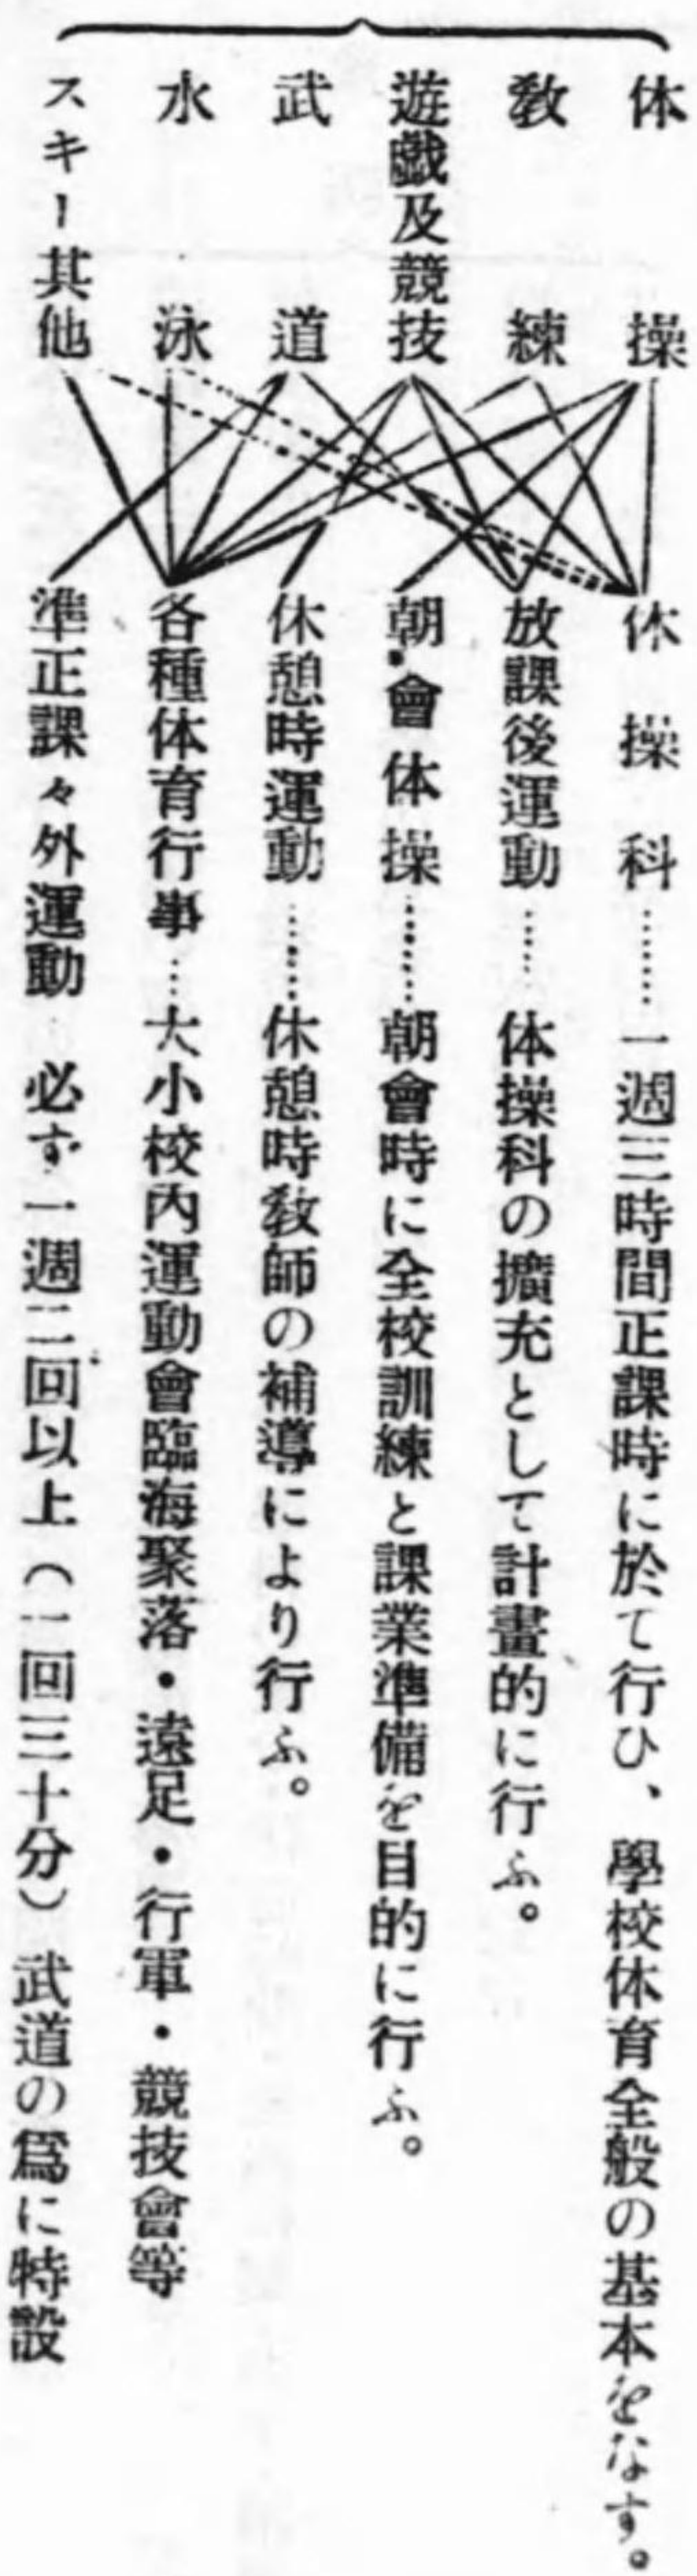 体操
教練
遊戯及競技
武道
水泳
スキー其他
休操科……一週三時間正課時に於て行ひ、學校体育全般の基本をなす。
放課後運動……体操科の擴充として計畫的に行ふ。
朝會体操……朝會時に全校訓練と課業準備を目的に行ふ。
休憩時運動……休憩時教師の補導により行ふ。
各種体育行事…大小校內運動會臨海聚落・遠足・行軍・競技會等
準正課々外運動 必ず一週二回以上（一回三十分）武道の爲に特設